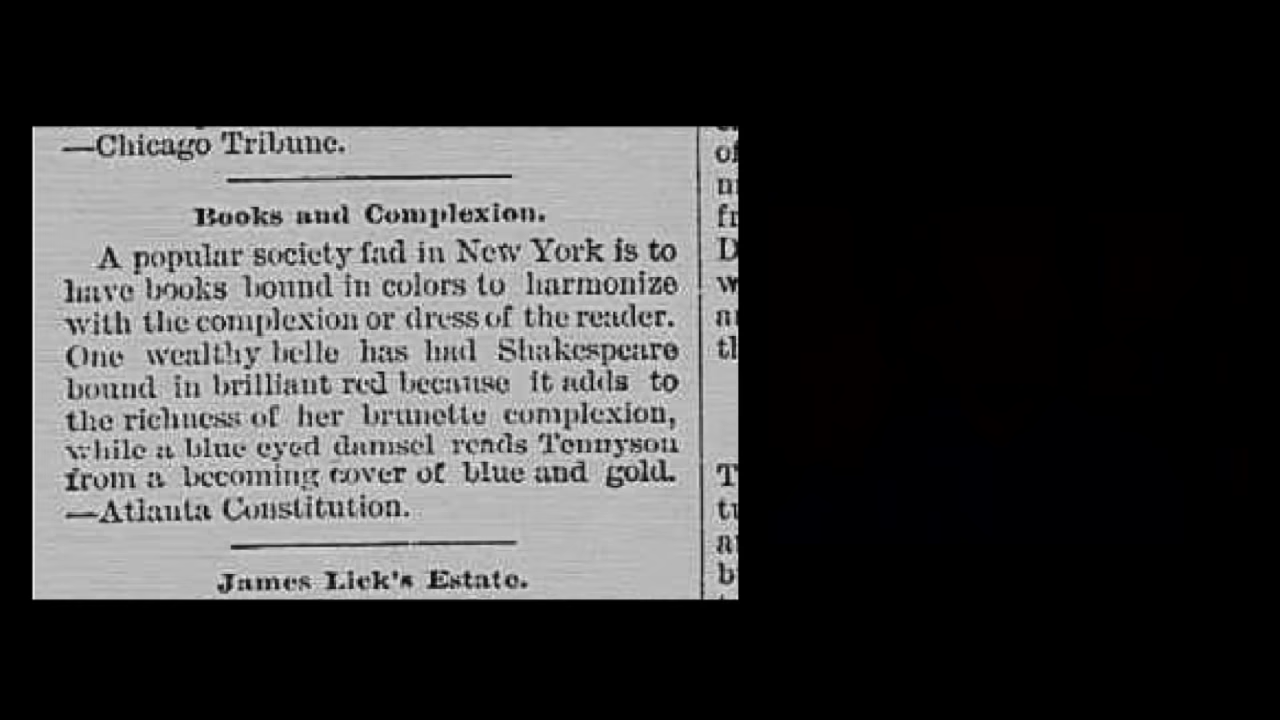 —Chicago Tribune.
Books and Complexion.
A popular society fad in New York is to
have books bound in colors to harmonize
with the complexion or dress of the reader.
One wealthy belle has had Shakespeare
bound in brilliant red because it adds to
the richness of her brunette complexion,
while a blue eyed damsel reads Tennyson
from a becoming cover of blue and gold.
—Atlanta Constitution.
James Lick's Estate.